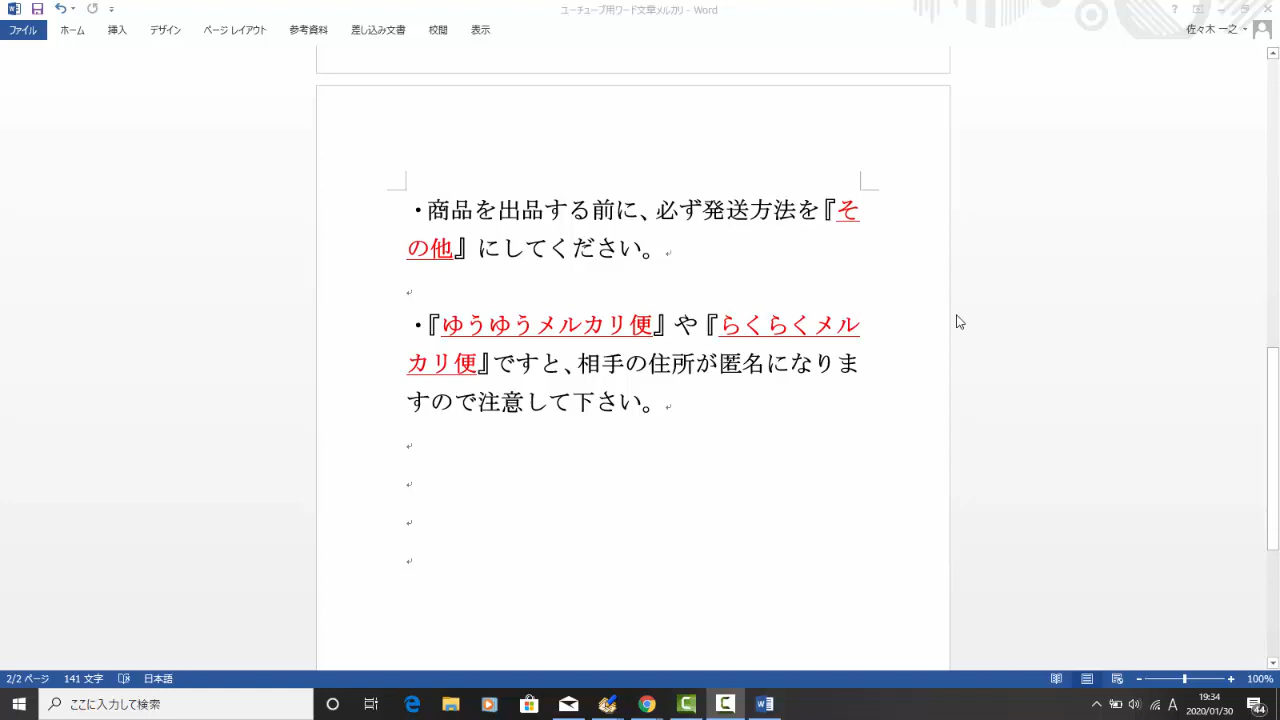 ユーチューブ用ワード文章メルカリ - Word
ファイル ホーム 挿入 デザイン ページ レイアウト 参考資料 差し込み文書 校閲 表示 佐々木 一之
・商品を出品する前に、必ず発送方法を『そ
の他』にしてください。
・『ゆうゆうメルカリ便』や『らくらくメル
カリ便』ですと、相手の住所が匿名になりま
すので注意して下さい。
2/2 ページ 141 文字 日本語 100%
ここに入力して検索 A 19:34
2020/01/30 44